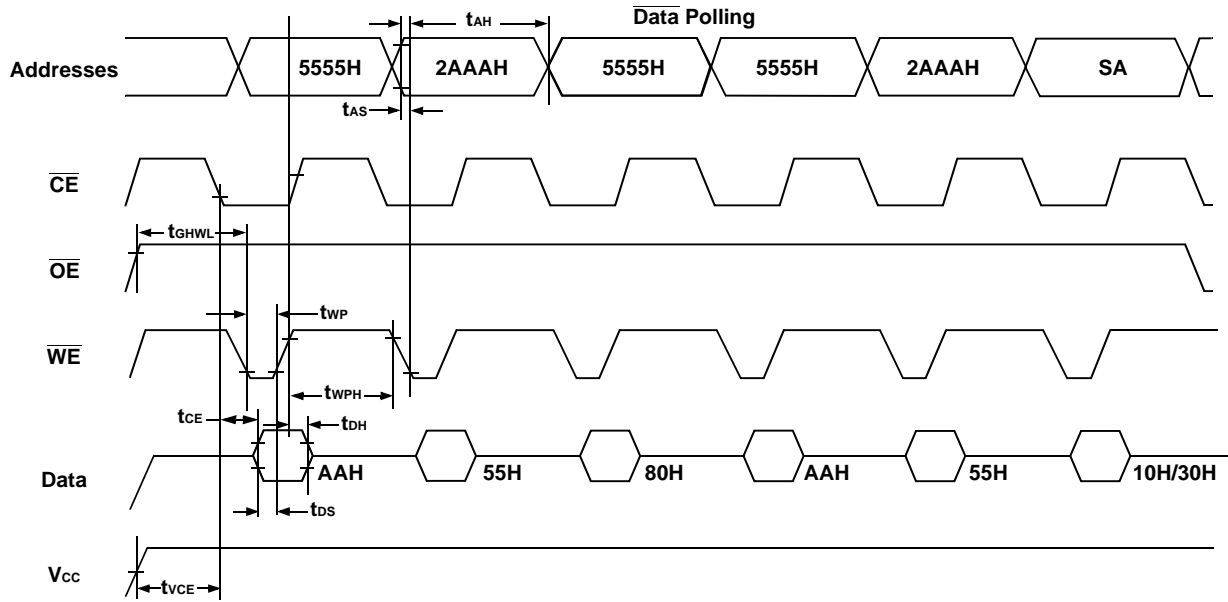 Data Polling
tAH
Addresses 5555H 2AAAH 5555H 5555H 2AAAH SA
tAS
CE
tGHWL
OE
tWP
WE
tWPH
tCE tDH
Data AAH 55H 80H AAH 55H 10H/30H
tDS
VCC
tVCE